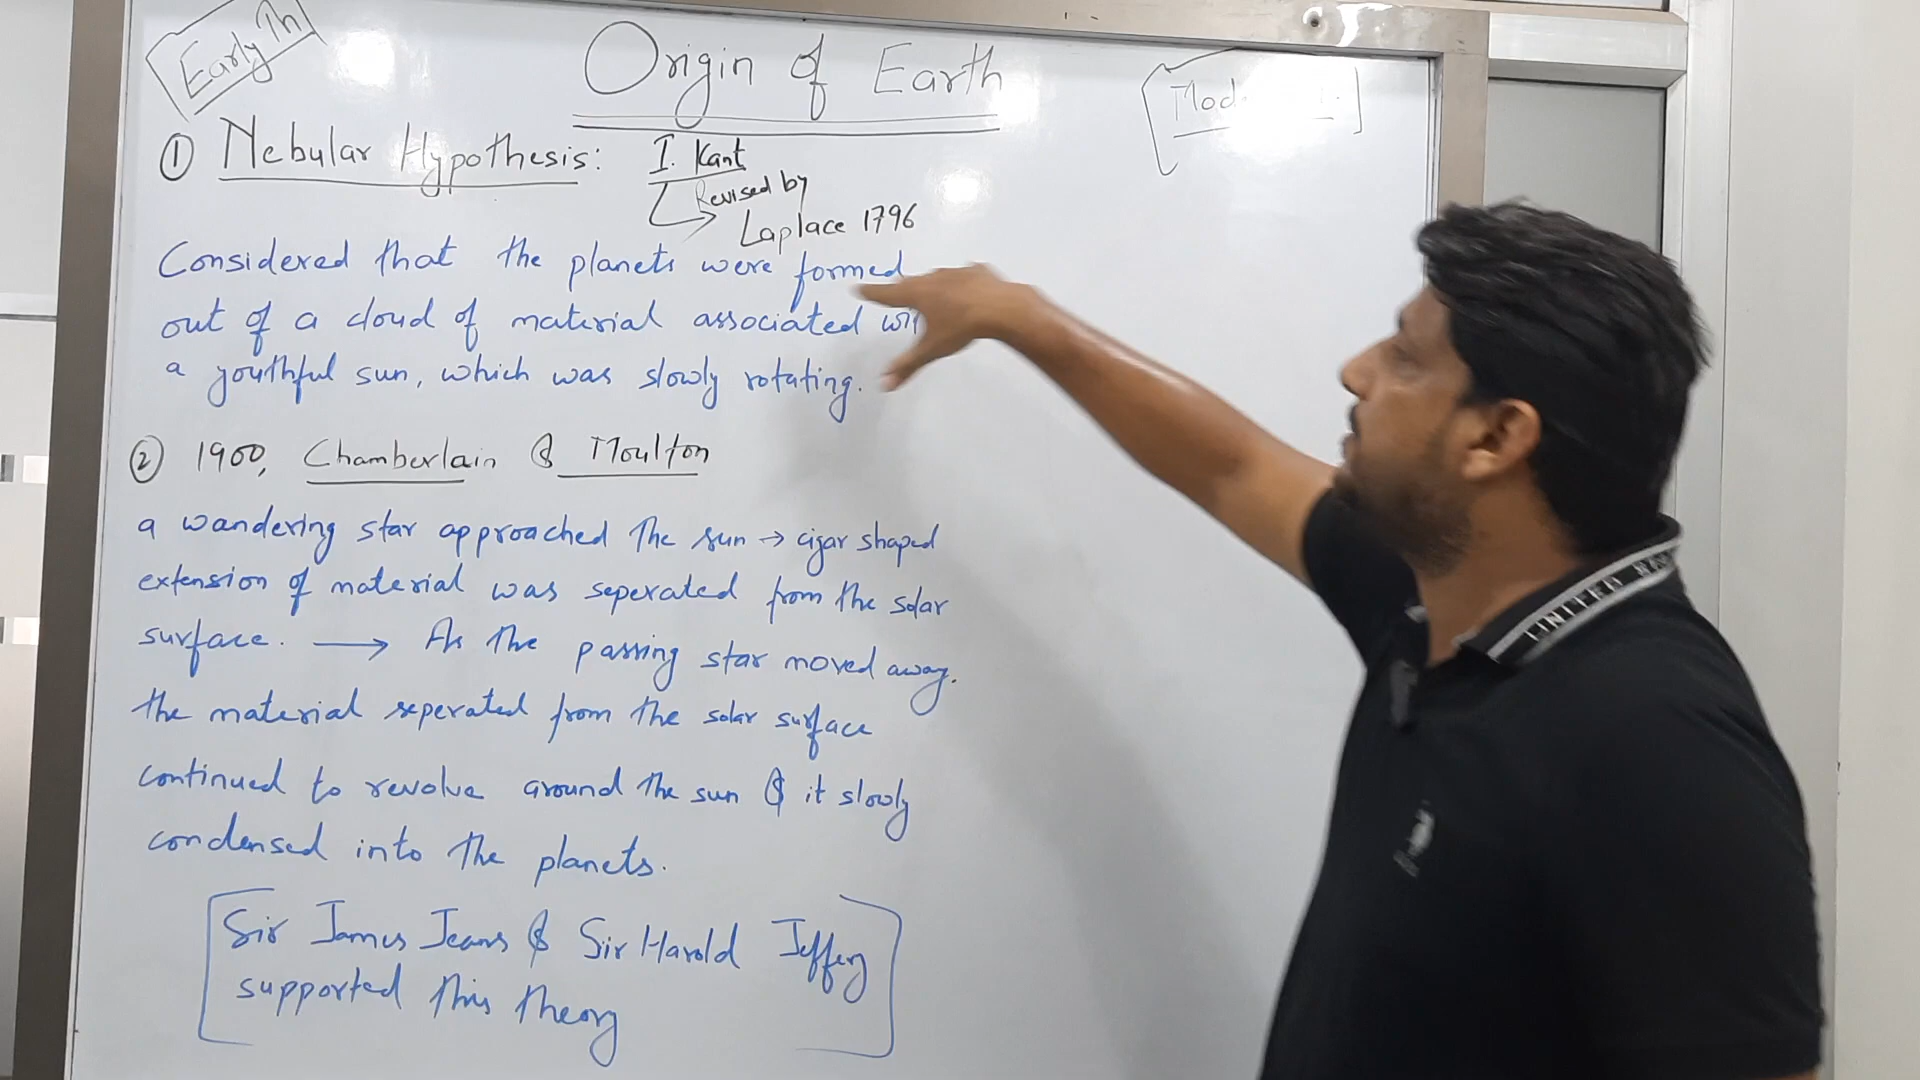 Early Th
Origin of Earth
① Nebular Hypothesis: I. Kant
Revised by
Laplace 1796
Considered that the planets were formed
out of a cloud of material associated
a youthful sun, which was slowly rotating.
② 1900, Chamberlain & Moulton
a wandering star approached the sun → cigar shaped
extension of material was seperated from the solar
surface. → As the passing star moved away.
the material seperated from the solar surface
continued to revolve around the sun & it slowly
condensed into the planets.
[Sir James Jeans & Sir Harold Jeffery
supported this theory]